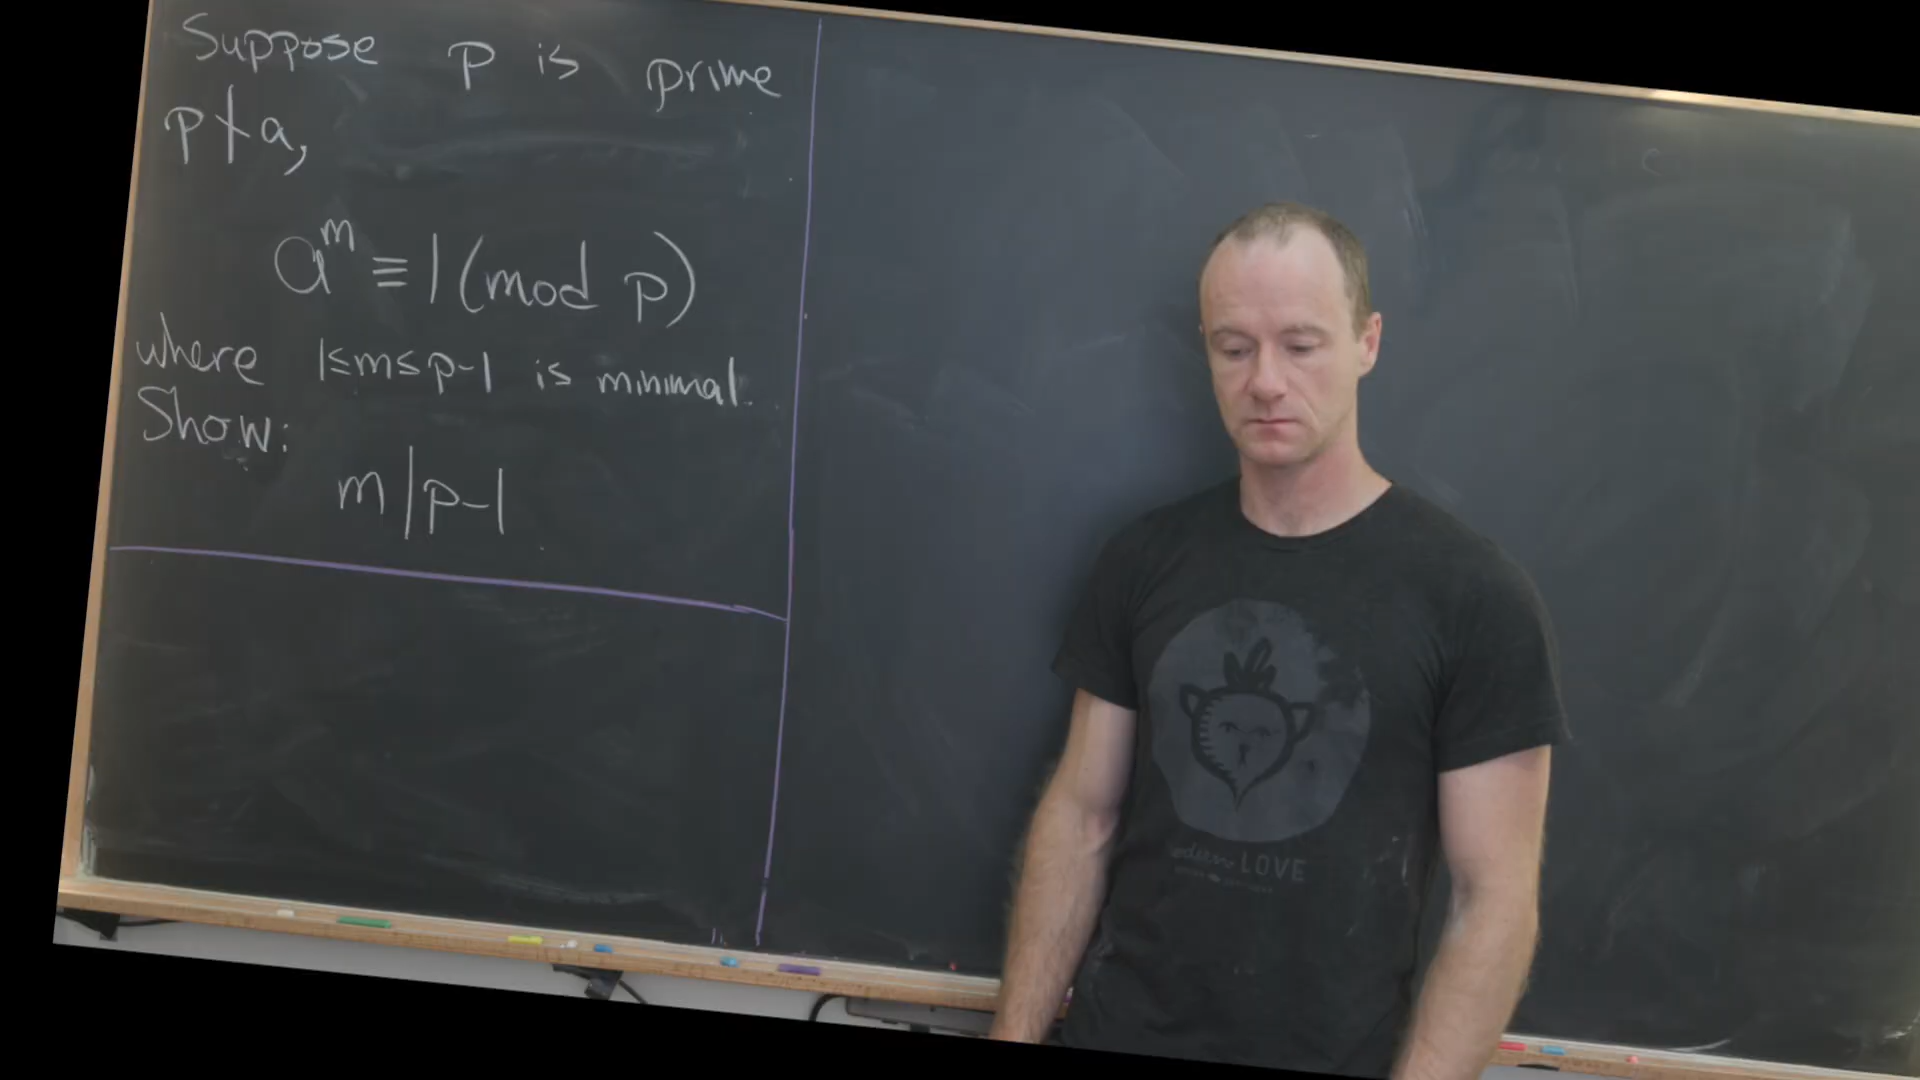 Suppose p is prime
p∤a,
a^m ≡ 1 (mod p)
where 1≤m≤p-1 is minimal.
Show:
m|p-1
LOVE